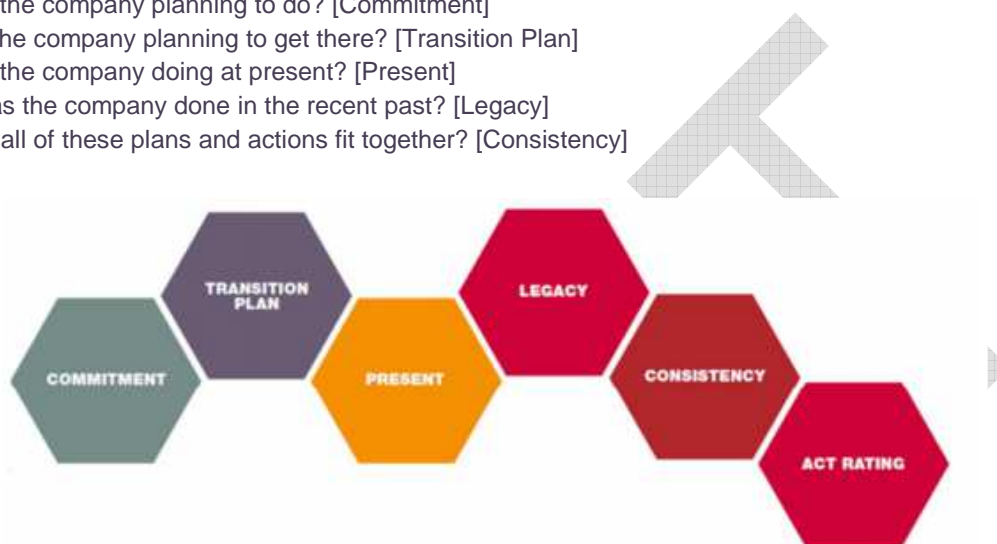 the company planning to do? [Commitment]
the company planning to get there? [Transition Plan]
the company doing at present? [Present]
as the company done in the recent past? [Legacy]
all of these plans and actions fit together? [Consistency]
TRANSITION
PLAN
LEGACY
COMMITMENT
PRESENT
CONSISTENCY
ACT RATING